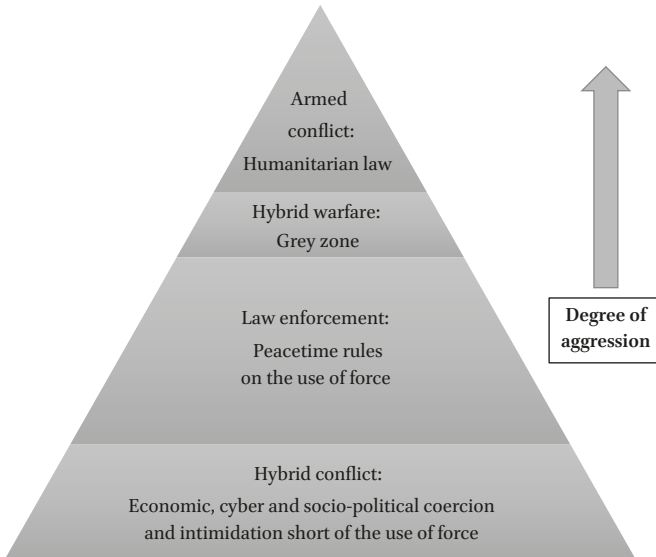 Armed
conflict:
Humanitarian law
Hybrid warfare:
Grey zone
Law enforcement:
Peacetime rules
on the use of force
Degree of
aggression
Hybrid conflict:
Economic, cyber and socio-political coercion
and intimidation short of the use of force